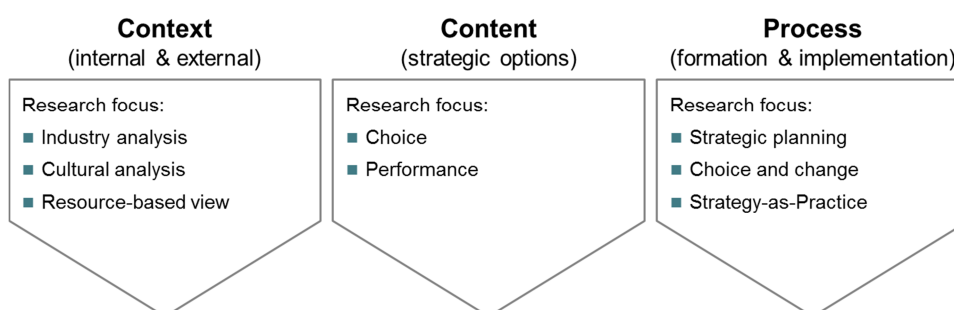 Context
(internal & external)
Research focus:
Industry analysis
Cultural analysis
Resource-based view
Content
(strategic options)
Research focus:
Choice
Performance
Process
(formation & implementation)
Research focus:
Strategic planning
Choice and change
Strategy-as-Practice